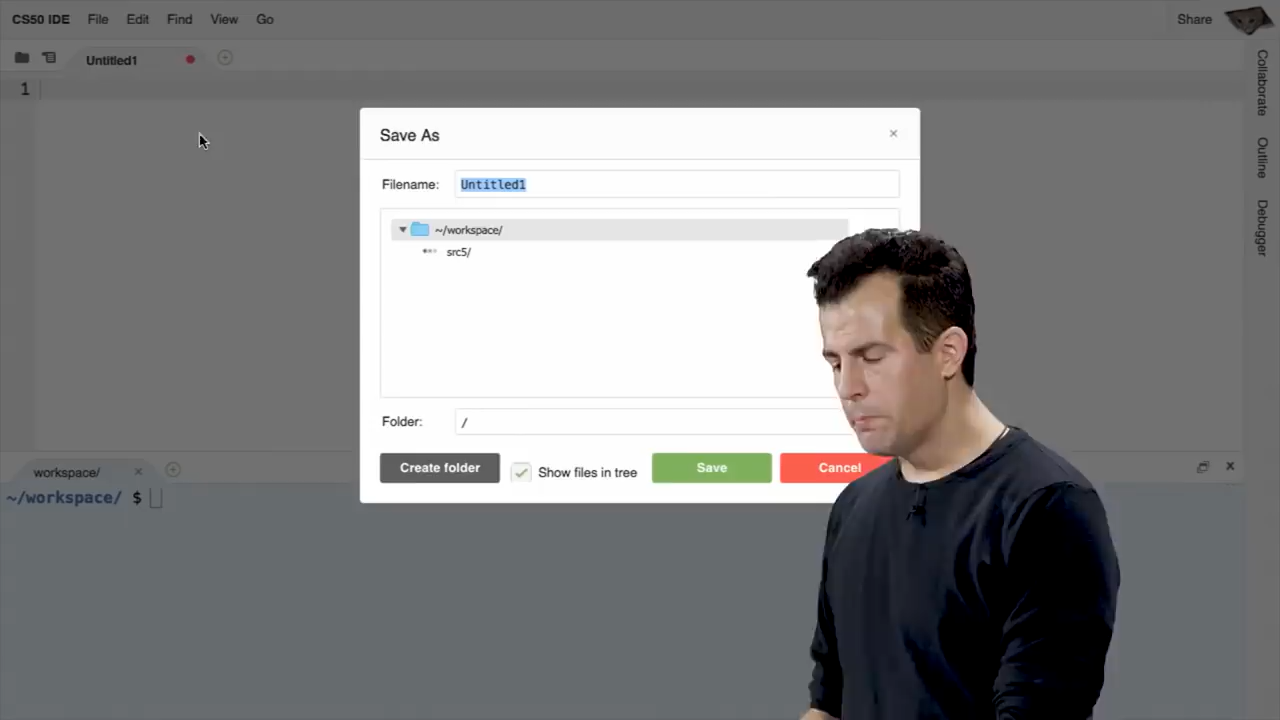 CS50 IDE File Edit Find View Go Share
Untitled1
1
Collaborate
Outline
Debugger
Save As
Filename: Untitled1
~/workspace/
src5/
Folder: /
Create folder Show files in tree Save Cancel
workspace/
~/workspace/ $